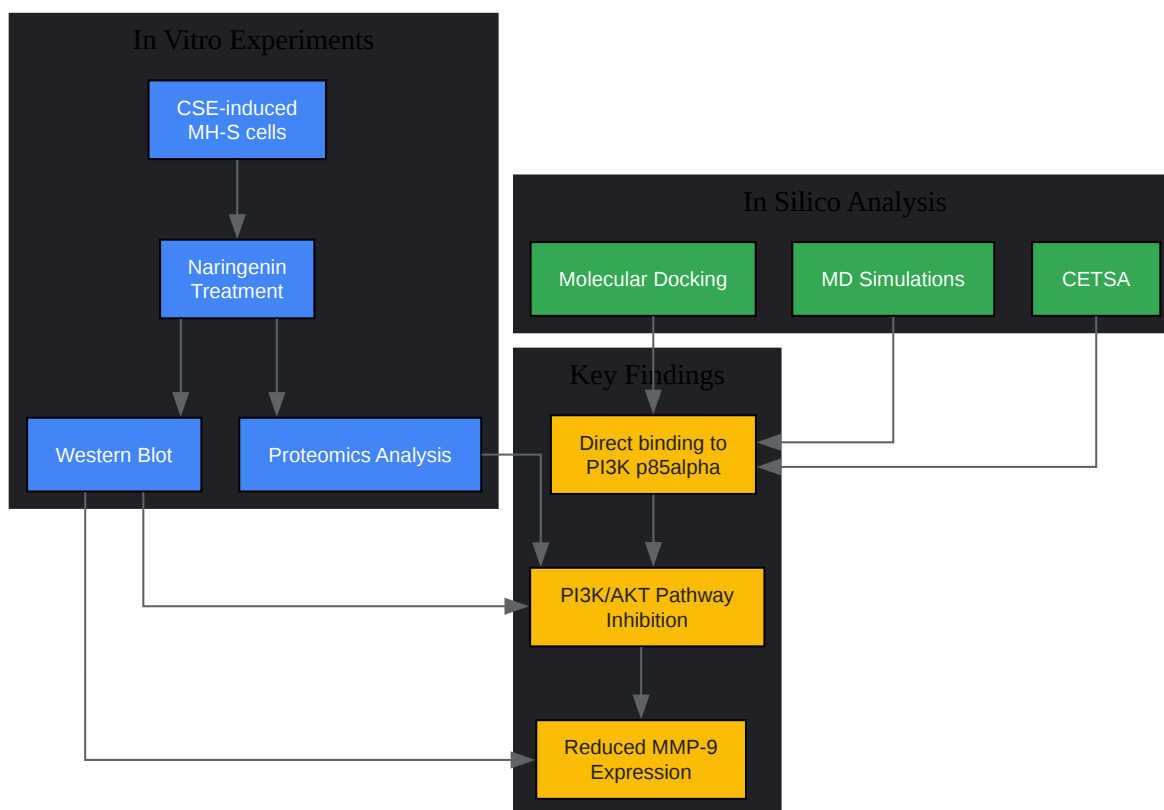 In Vitro Experiments
CSE-induced
MH-S cells
Naringenin
Treatment
Western Blot
Proteomics Analysis
In Silico Analysis
Molecular Docking
MD Simulations
CETSA
Key Findings
Direct binding to
PI3K p85alpha
PI3K/AKT Pathway
Inhibition
Reduced MMP-9
Expression